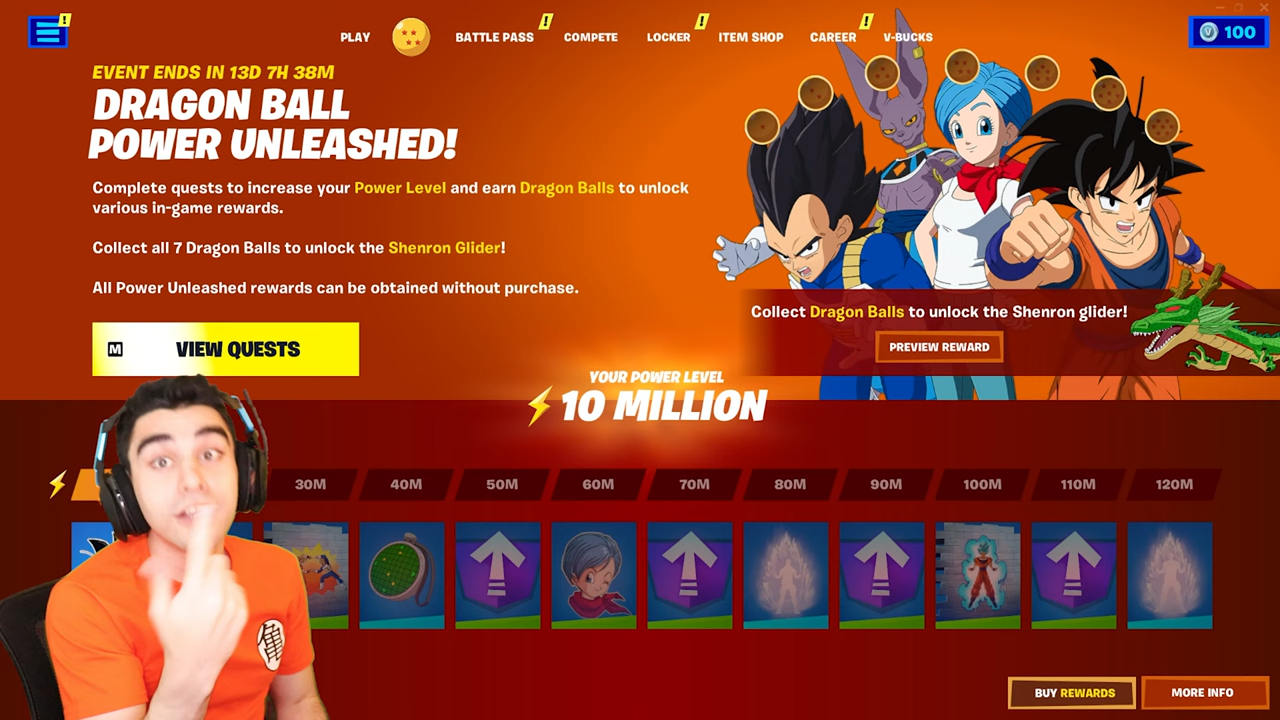 PLAY
BATTLE PASS
COMPETE
LOCKER
ITEM SHOP
CAREER
V-BUCKS
100
EVENT ENDS IN 13D 7H 38M
DRAGON BALL
POWER UNLEASHED!
Complete quests to increase your Power Level and earn Dragon Balls to unlock
various in-game rewards.
Collect all 7 Dragon Balls to unlock the Shenron Glider!
All Power Unleashed rewards can be obtained without purchase.
M VIEW QUESTS
Collect Dragon Balls to unlock the Shenron glider!
PREVIEW REWARD
YOUR POWER LEVEL
10 MILLION
30M 40M 50M 60M 70M 80M 90M 100M 110M 120M
亀
BUY REWARDS
MORE INFO